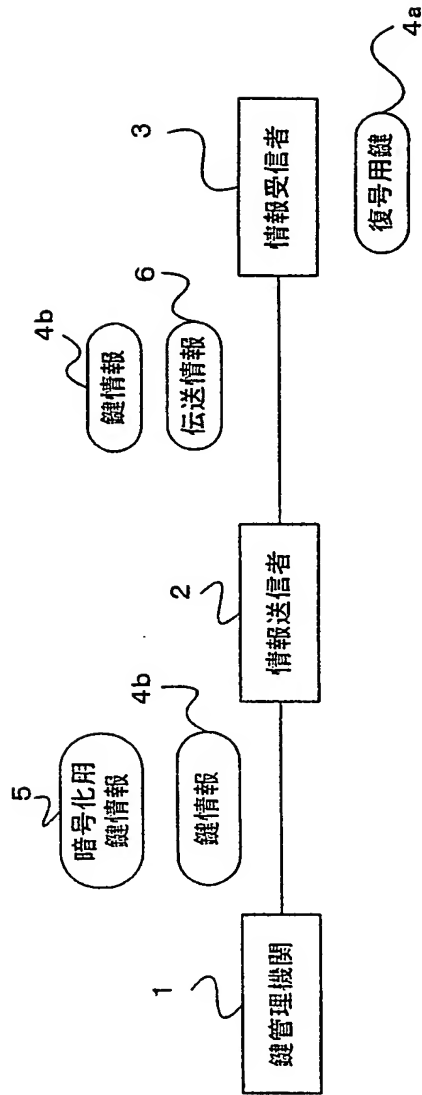 5
暗号化用
鍵情報
4b
鍵情報
1
鍵管理機関
2
情報送信者
4b
鍵情報
6
伝送情報
3
情報受信者
4a
復号用鍵